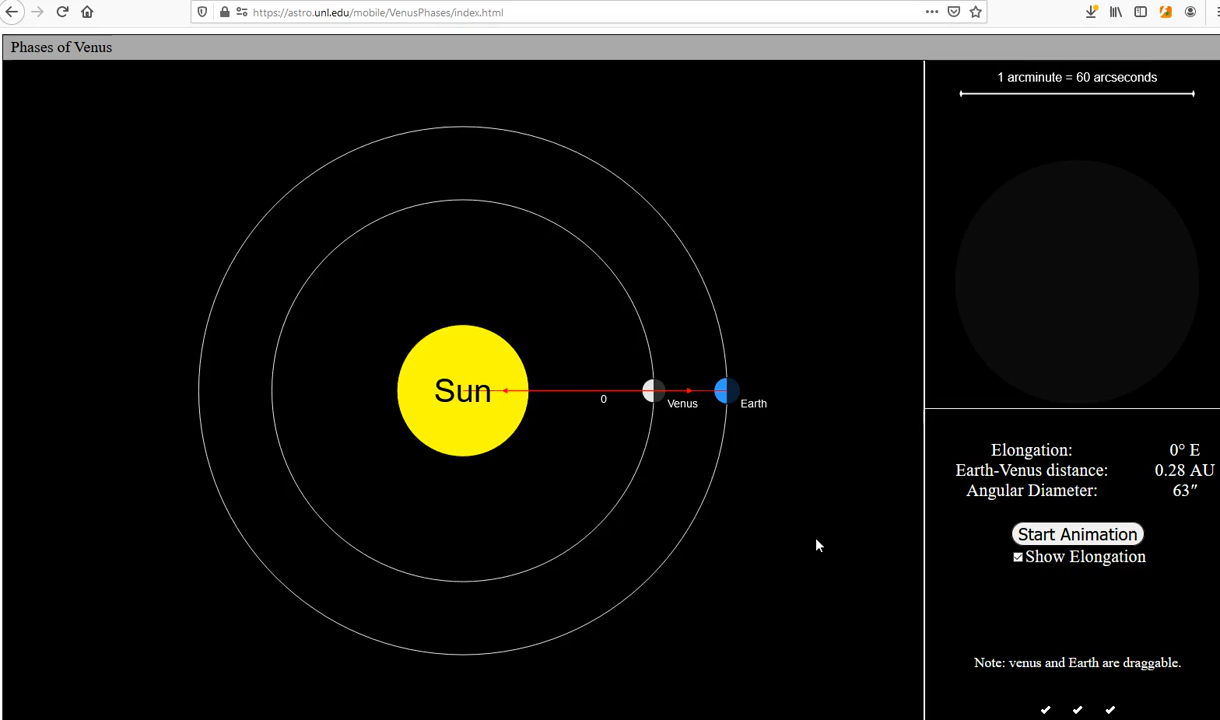 https://astro.unl.edu/mobile/VenusPhases/index.html
Phases of Venus
1 arcminute = 60 arcseconds
Sun
0
Venus
Earth
Elongation: 0° E
Earth-Venus distance: 0.28 AU
Angular Diameter: 63″
Start Animation
Show Elongation
Note: venus and Earth are draggable.